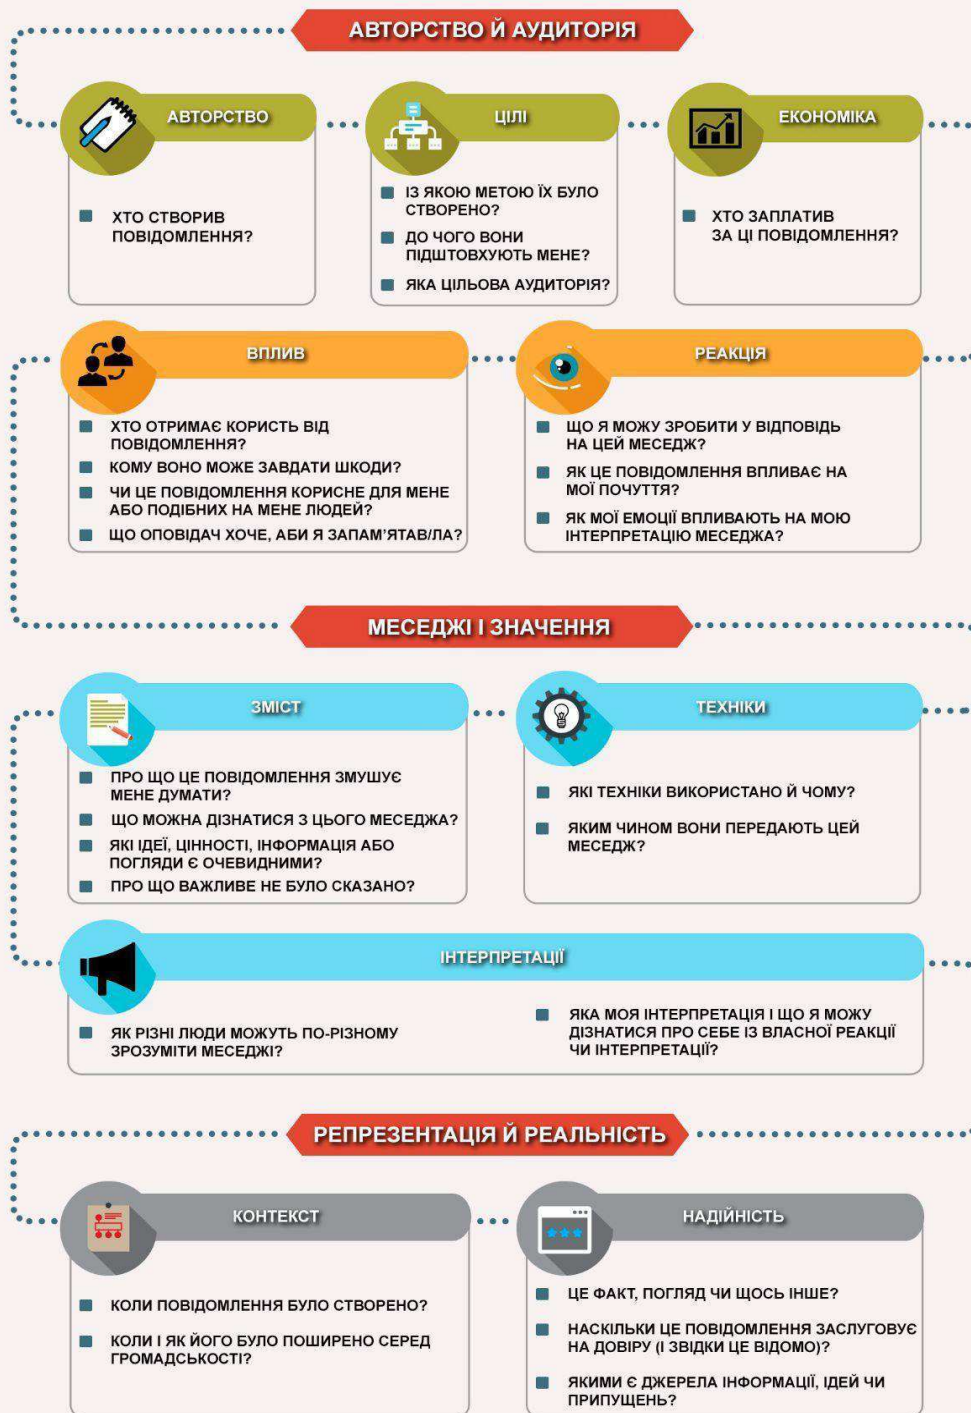 АВТОРСТВО Й АУДИТОРІЯ
АВТОРСТВО
ХТО СТВОРИВ
ПОВІДОМЛЕННЯ?
ЦІЛІ
ІЗ ЯКОЮ МЕТОЮ ЇХ БУЛО
СТВОРЕНО?
ДО ЧОГО ВОНИ
ПІДШТОВХУЮТЬ МЕНЕ?
ЯКА ЦІЛЬОВА АУДИТОРІЯ?
ЕКОНОМІКА
ХТО ЗАПЛАТИВ
ЗА ЦІ ПОВІДОМЛЕННЯ?
ВПЛИВ
ХТО ОТРИМАЄ КОРИСТЬ ВІД
ПОВІДОМЛЕННЯ?
КОМУ ВОНО МОЖЕ ЗАВДАТИ ШКОДИ?
ЧИ ЦЕ ПОВІДОМЛЕННЯ КОРИСНЕ ДЛЯ МЕНЕ
АБО ПОДІБНИХ НА МЕНЕ ЛЮДЕЙ?
ЩО ОПОВІДАЧ ХОЧЕ, АБИ Я ЗАПАМ’ЯТАВ/ЛА?
РЕАКЦІЯ
ЩО Я МОЖУ ЗРОБИТИ У ВІДПОВІДЬ
НА ЦЕЙ МЕСЕДЖ?
ЯК ЦЕ ПОВІДОМЛЕННЯ ВПЛИВАЄ НА
МОЇ ПОЧУТТЯ?
ЯК МОЇ ЕМОЦІЇ ВПЛИВАЮТЬ НА МОЮ
ІНТЕРПРЕТАЦІЮ МЕСЕДЖА?
МЕСЕДЖІ І ЗНАЧЕННЯ
ЗМІСТ
ПРО ЩО ЦЕ ПОВІДОМЛЕННЯ ЗМУШУЄ
МЕНЕ ДУМАТИ?
ЩО МОЖНА ДІЗНАТИСЯ З ЦЬОГО МЕСЕДЖА?
ЯКІ ІДЕЇ, ЦІННОСТІ, ІНФОРМАЦІЯ АБО
ПОГЛЯДИ Є ОЧЕВИДНИМИ?
ПРО ЩО ВАЖЛИВЕ НЕ БУЛО СКАЗАНО?
ТЕХНІКИ
ЯКІ ТЕХНІКИ ВИКОРИСТАНО Й ЧОМУ?
ЯКИМ ЧИНОМ ВОНИ ПЕРЕДАЮТЬ ЦЕЙ
МЕСЕДЖ?
ІНТЕРПРЕТАЦІЇ
ЯК РІЗНІ ЛЮДИ МОЖУТЬ ПО-РІЗНОМУ
ЗРОЗУМІТИ МЕСЕДЖІ?
ЯКА МОЯ ІНТЕРПРЕТАЦІЯ І ЩО Я МОЖУ
ДІЗНАТИСЯ ПРО СЕБЕ ІЗ ВЛАСНОЇ РЕАКЦІЇ
ЧИ ІНТЕРПРЕТАЦІЇ?
РЕПРЕЗЕНТАЦІЯ Й РЕАЛЬНІСТЬ
КОНТЕКСТ
КОЛИ ПОВІДОМЛЕННЯ БУЛО СТВОРЕНО?
КОЛИ І ЯК ЙОГО БУЛО ПОШИРЕНО СЕРЕД
ГРОМАДСЬКОСТІ?
НАДІЙНІСТЬ
ЦЕ ФАКТ, ПОГЛЯД ЧИ ЩОСЬ ІНШЕ?
НАСКІЛЬКИ ЦЕ ПОВІДОМЛЕННЯ ЗАСЛУГОВУЄ
НА ДОВІРУ (І ЗВІДКИ ЦЕ ВІДОМО)?
ЯКИМИ Є ДЖЕРЕЛА ІНФОРМАЦІЇ, ІДЕЙ ЧИ
ПРИПУЩЕНЬ?